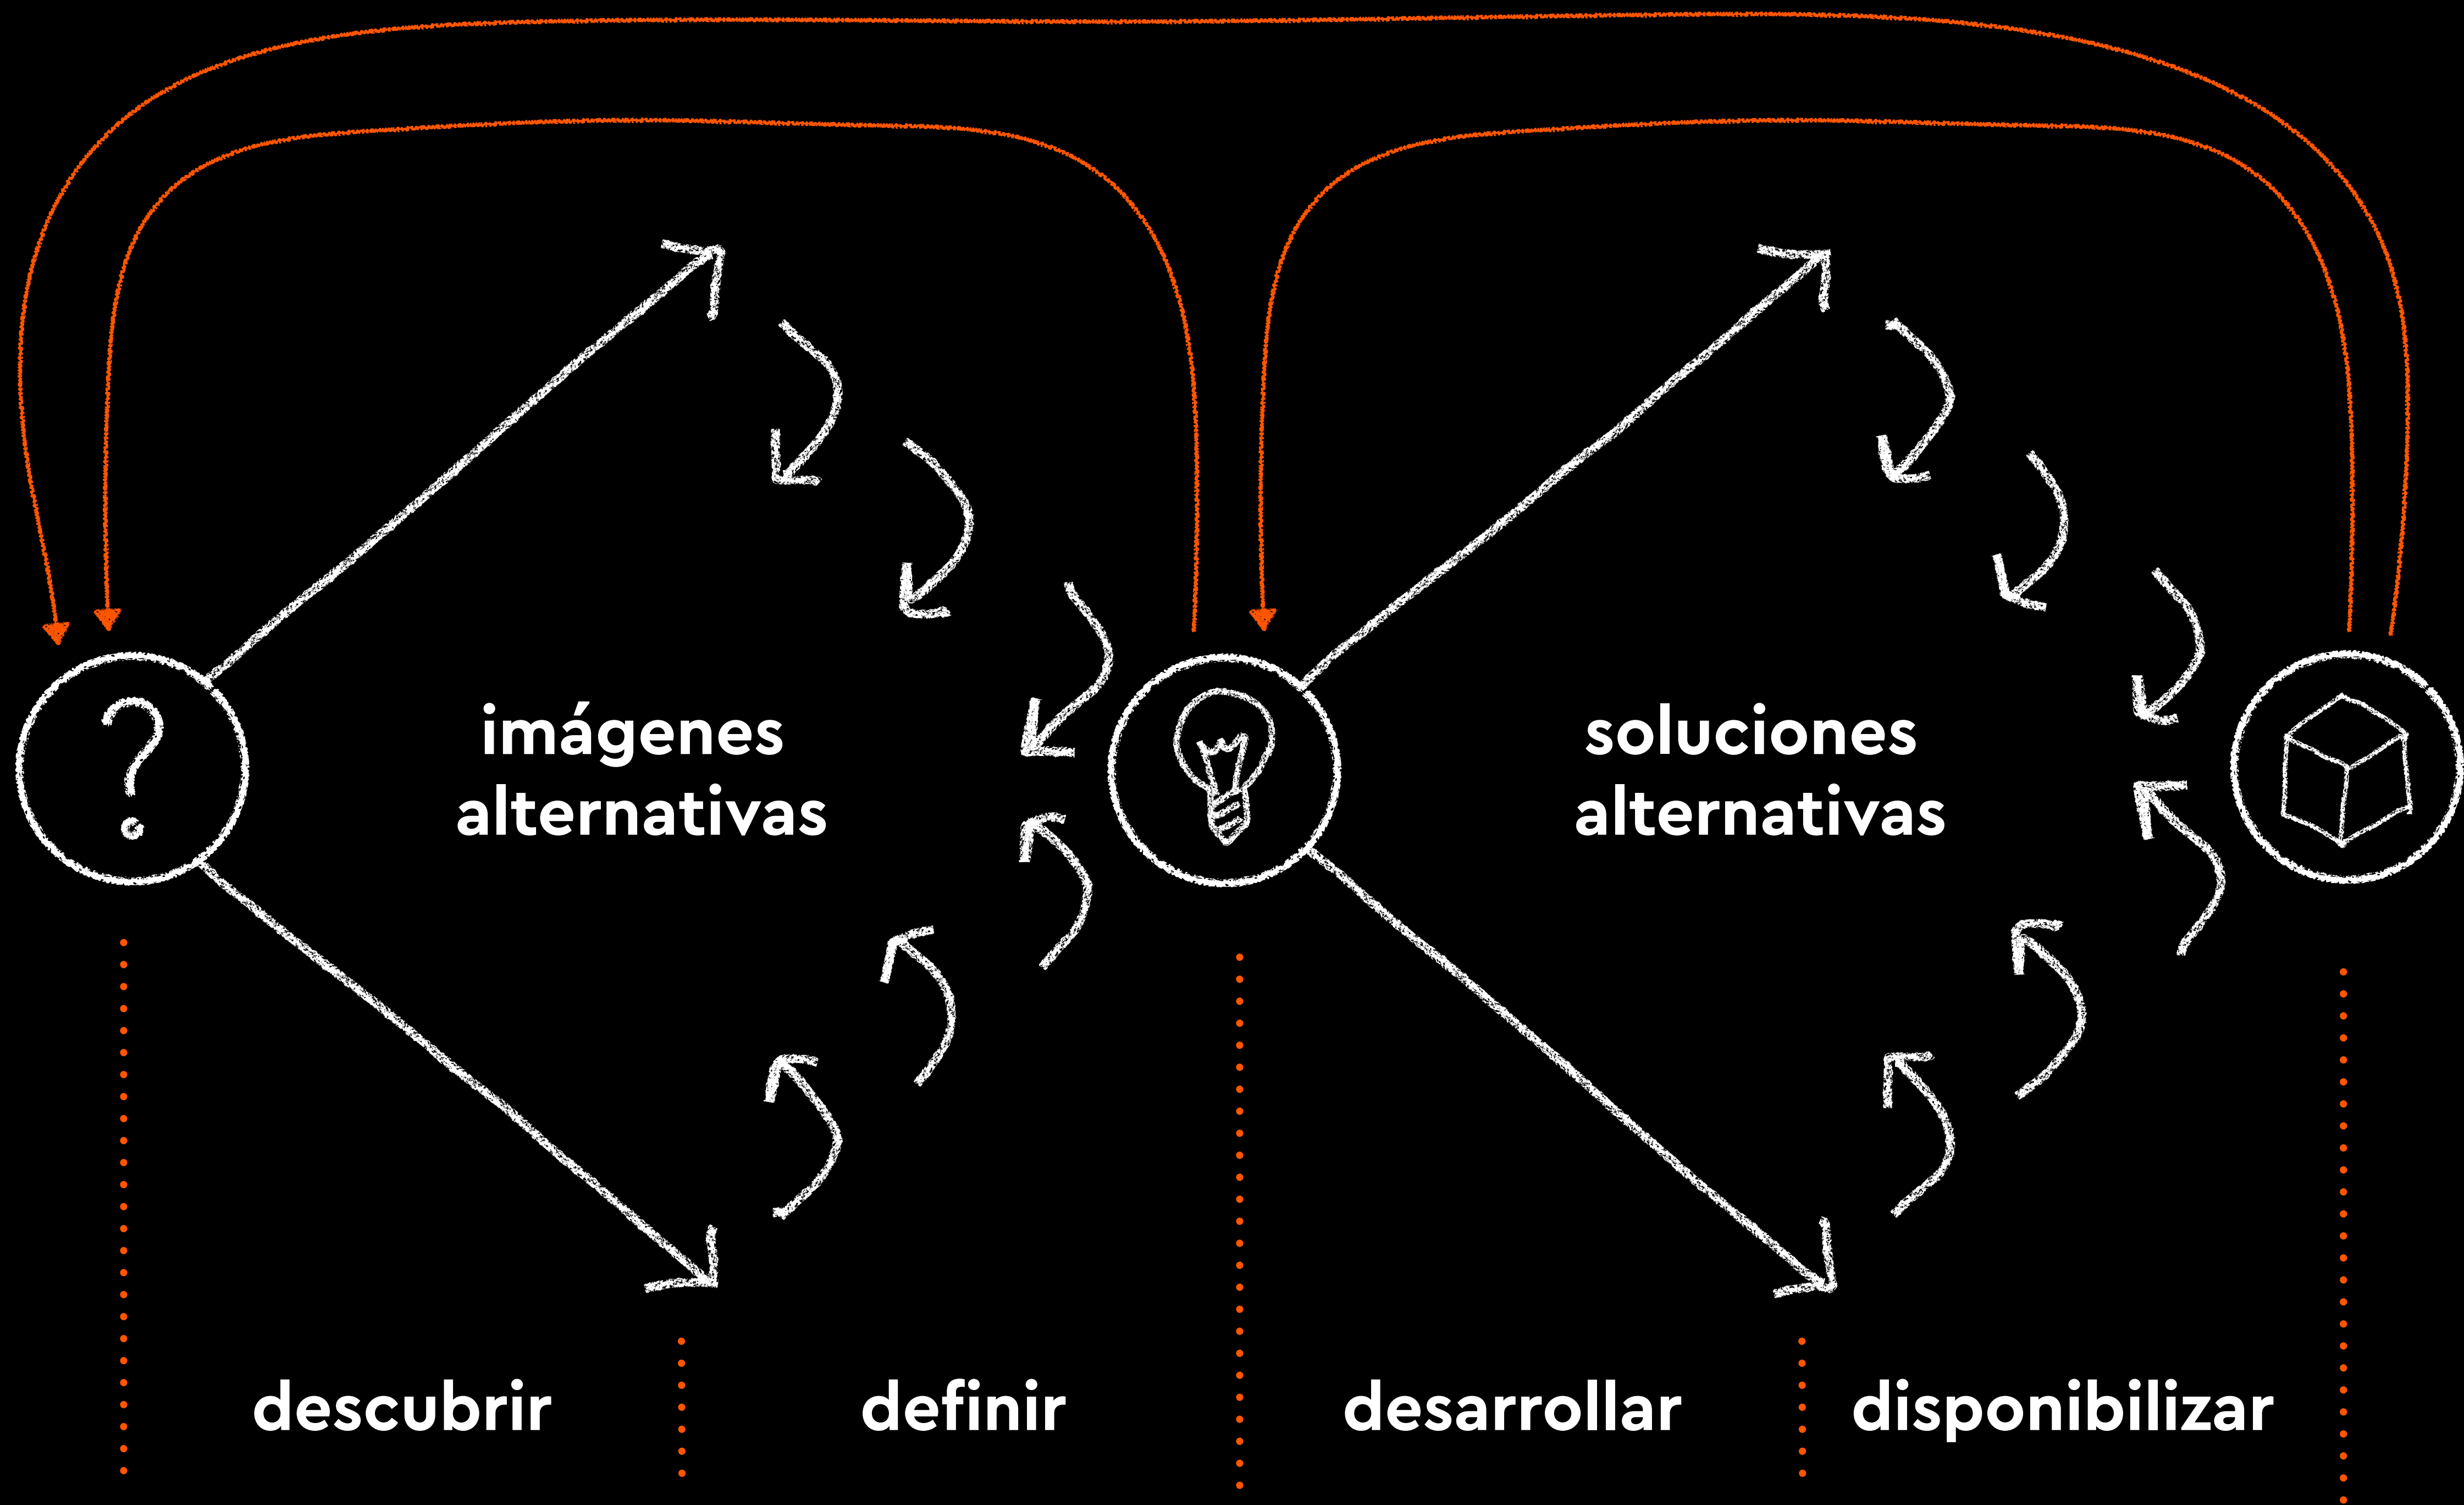 imágenes
alternativas
soluciones
alternativas
descubrir
definir
desarrollar
disponibilizar